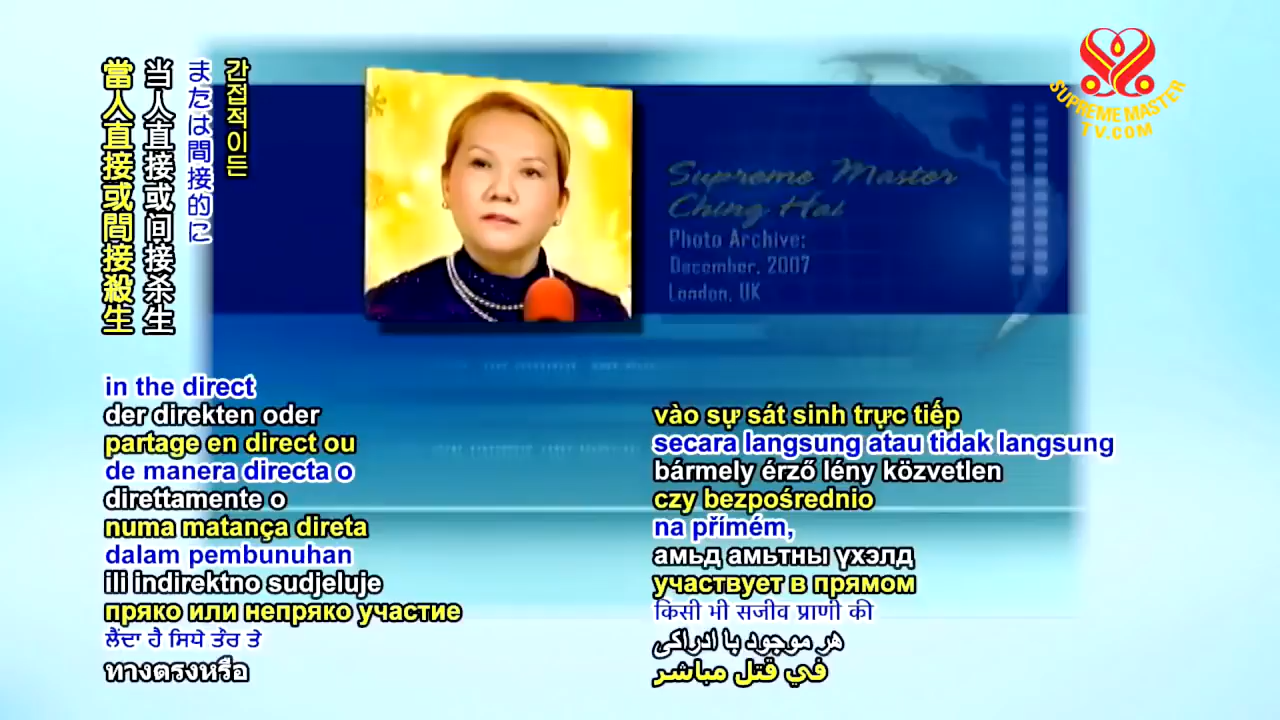 當人直接或間接殺生
当人直接或间接杀生
または間接的に
간접적이든
SUPREME MASTER
TV.COM
Supreme Master
Ching Hai
Photo Archive:
December, 2007
London, UK
in the direct
der direkten oder
partage en direct ou
de manera directa o
direttamente o
numa matança direta
dalam pembunuhan
ili indirektno sudjeluje
пряко или непряко участие
ਲੈਂਦਾ ਹੈ ਸਿਧੇ ਤੌਰ ਤੇ
ทางตรงหรือ
vào sự sát sinh trực tiếp
secara langsung atau tidak langsung
bármely érző lény közvetlen
czy bezpośrednio
na přímém,
амьд амьтны үхэлд
участвует в прямом
किसी भी सजीव प्राणी की
هر موجود با ادراکی
في قتل مباشر